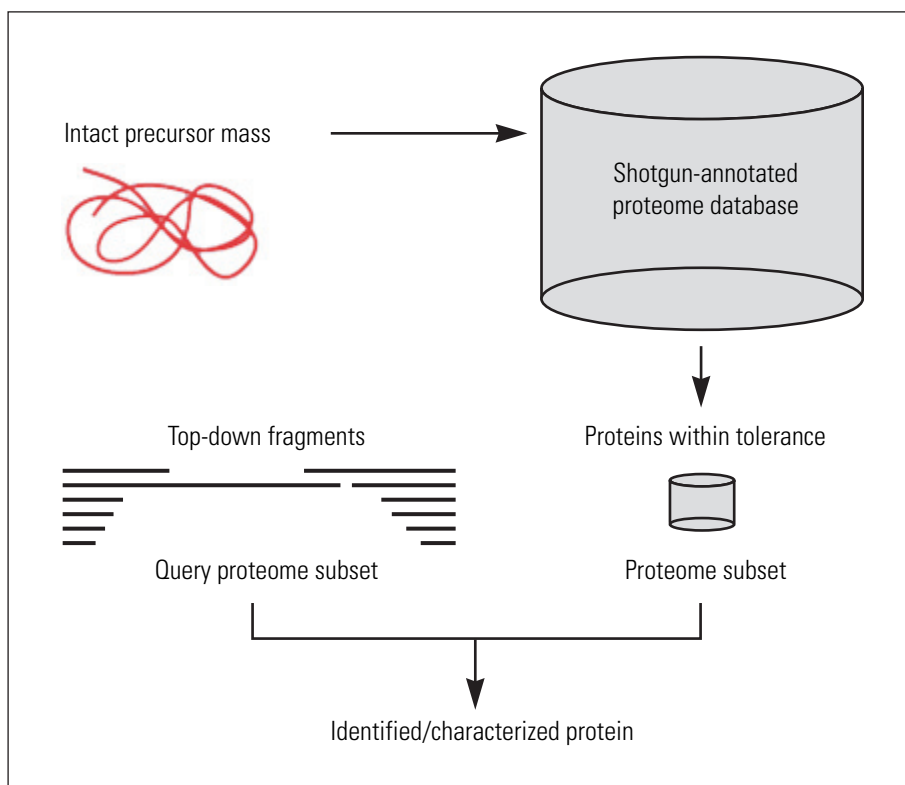 Intact precursor mass
Shotgun-annotated
proteome database
Top-down fragments
Proteins within tolerance
Query proteome subset
Proteome subset
Identified/characterized protein